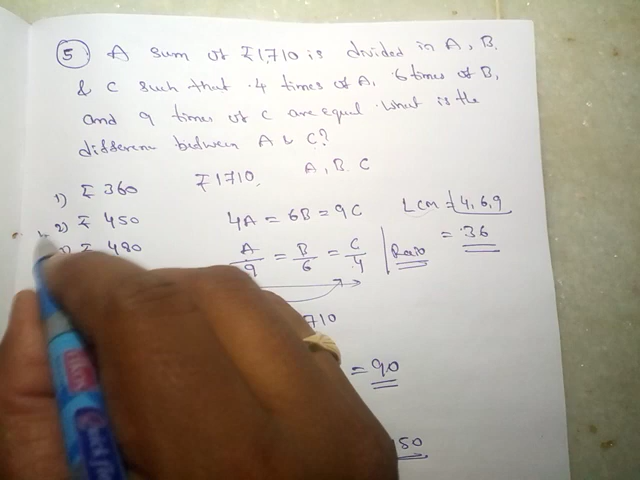 5 A sum of ₹1710 is divided in A, B.
& C such that 4 times of A, 6 times of B,
and 9 times of C are equal. What is the
difference between A & C?
₹1710, A, B. C
1) ₹ 360
2) ₹ 450
₹ 480
4A = 6B = 9C
LCM = 4, 6, 9
= 36
A/9 = B/6 = C/4 | Raio
710
= 90
50